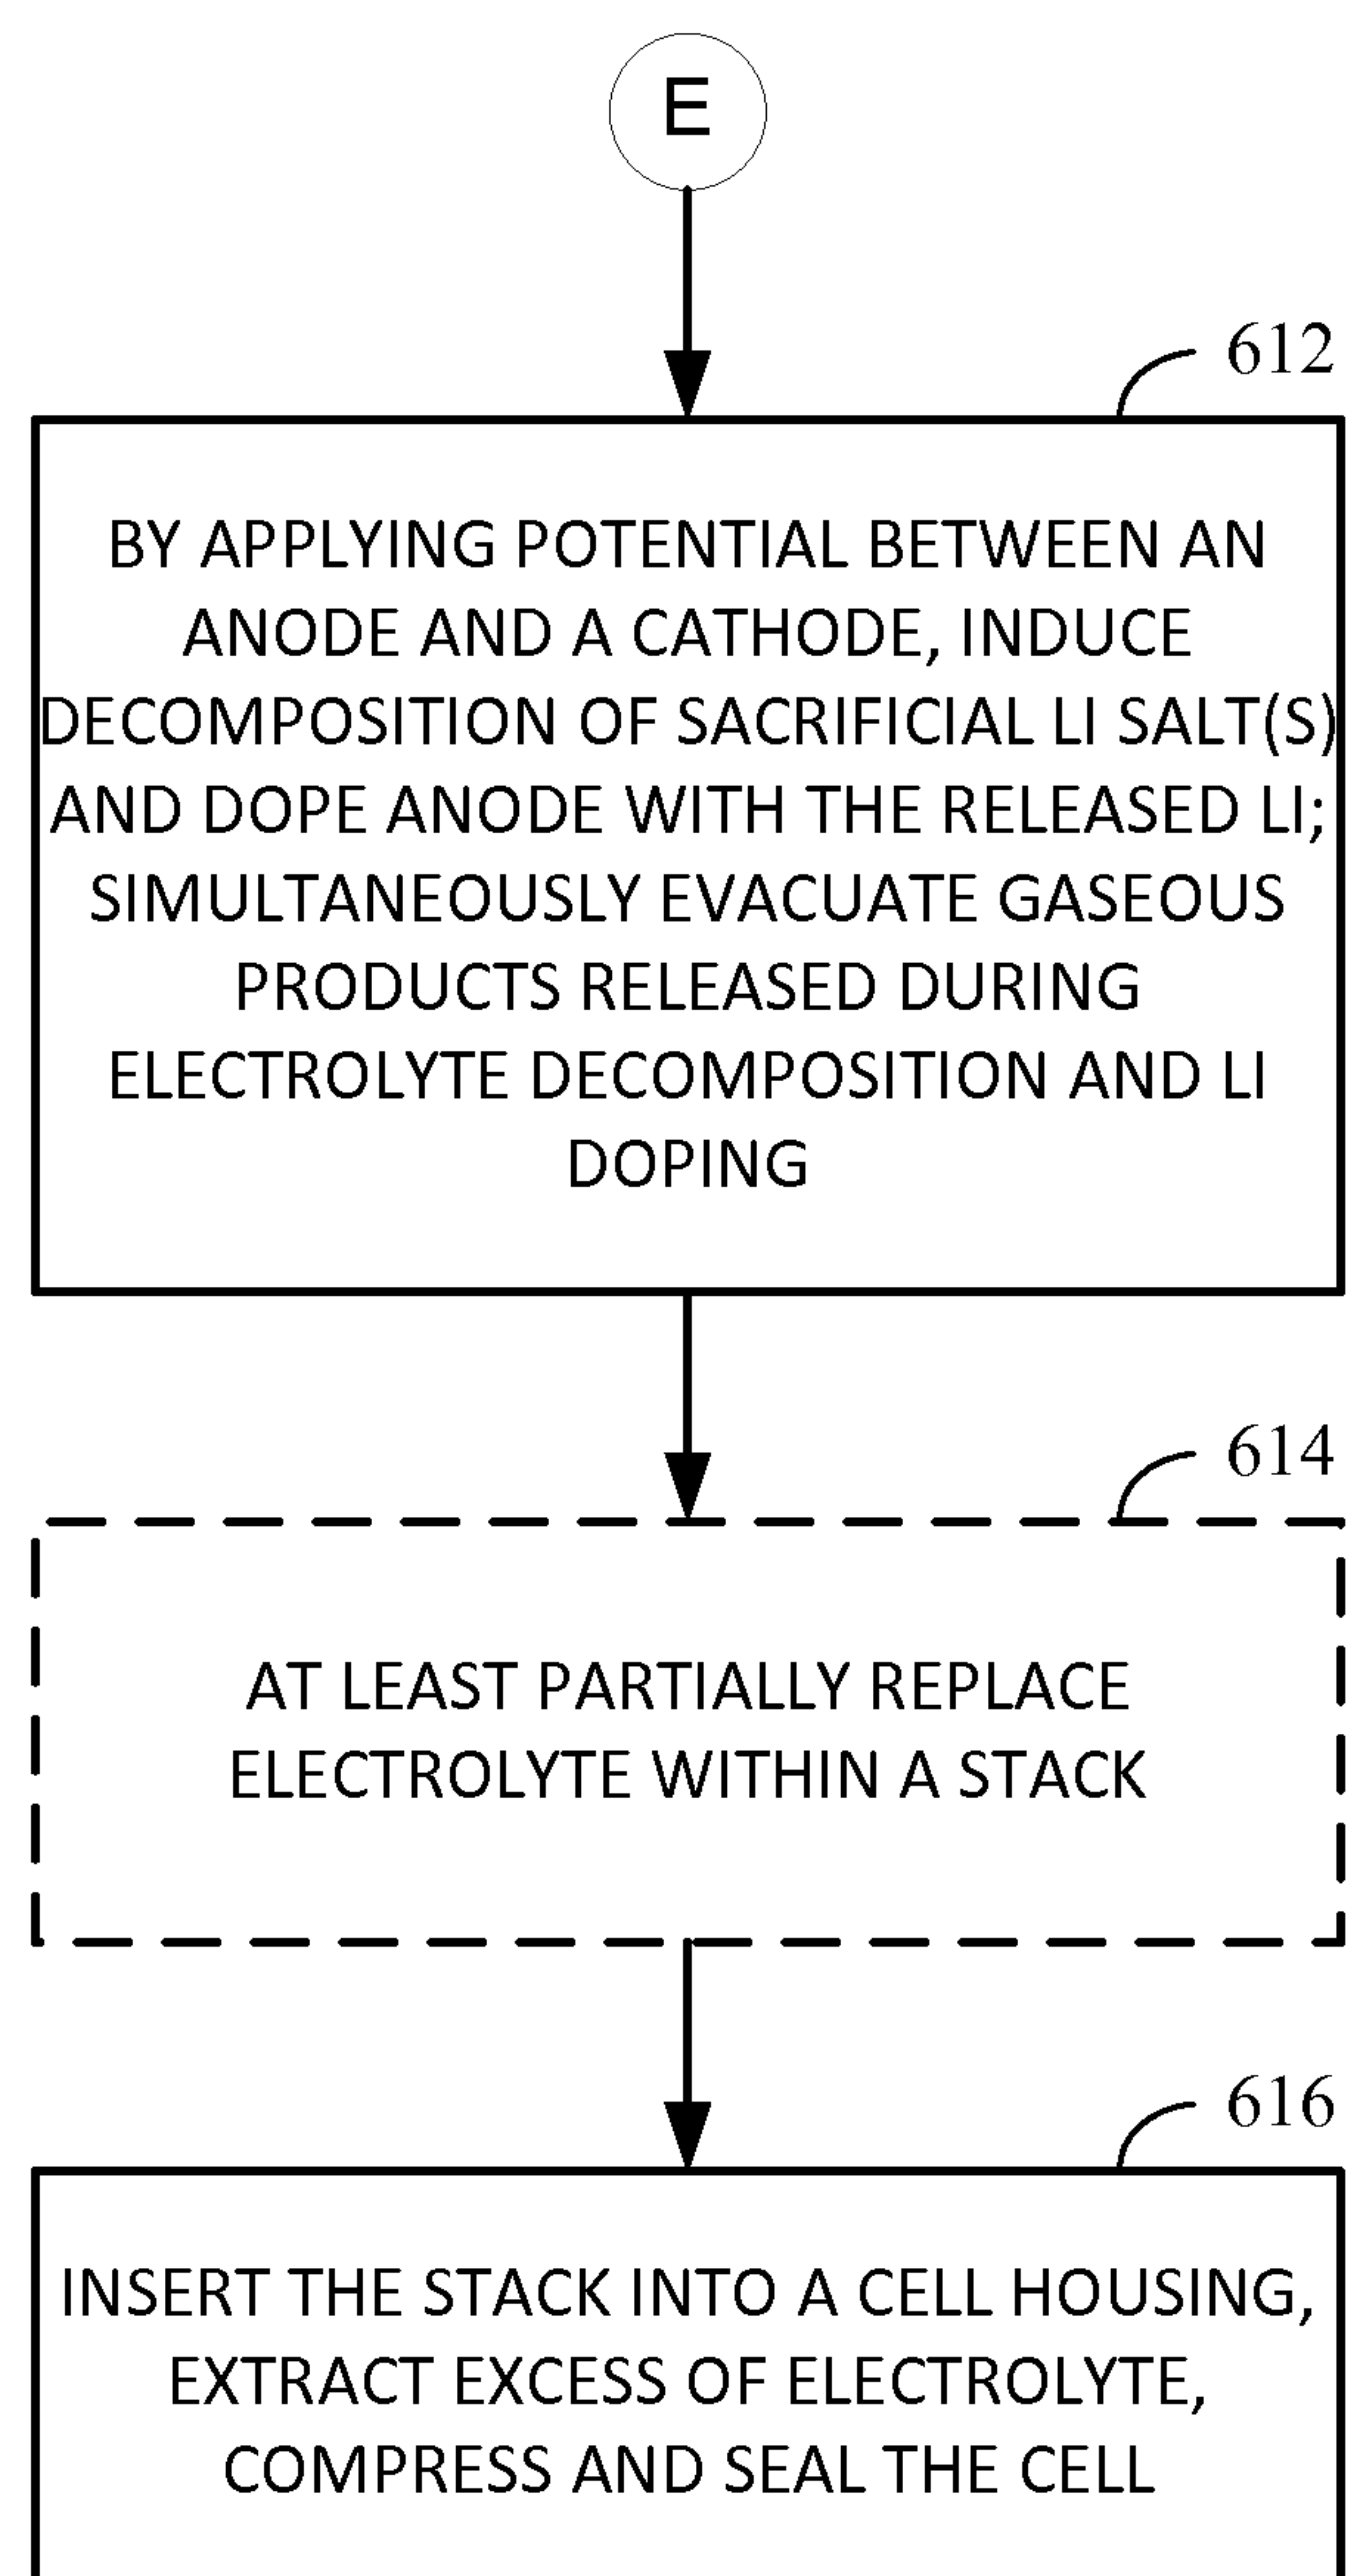 E
612
BY APPLYING POTENTIAL BETWEEN AN
ANODE AND A CATHODE, INDUCE
DECOMPOSITION OF SACRIFICIAL LI SALT(S)
AND DOPE ANODE WITH THE RELEASED LI;
SIMULTANEOUSLY EVACUATE GASEOUS
PRODUCTS RELEASED DURING
ELECTROLYTE DECOMPOSITION AND LI
DOPING
614
AT LEAST PARTIALLY REPLACE
ELECTROLYTE WITHIN A STACK
616
INSERT THE STACK INTO A CELL HOUSING,
EXTRACT EXCESS OF ELECTROLYTE,
COMPRESS AND SEAL THE CELL